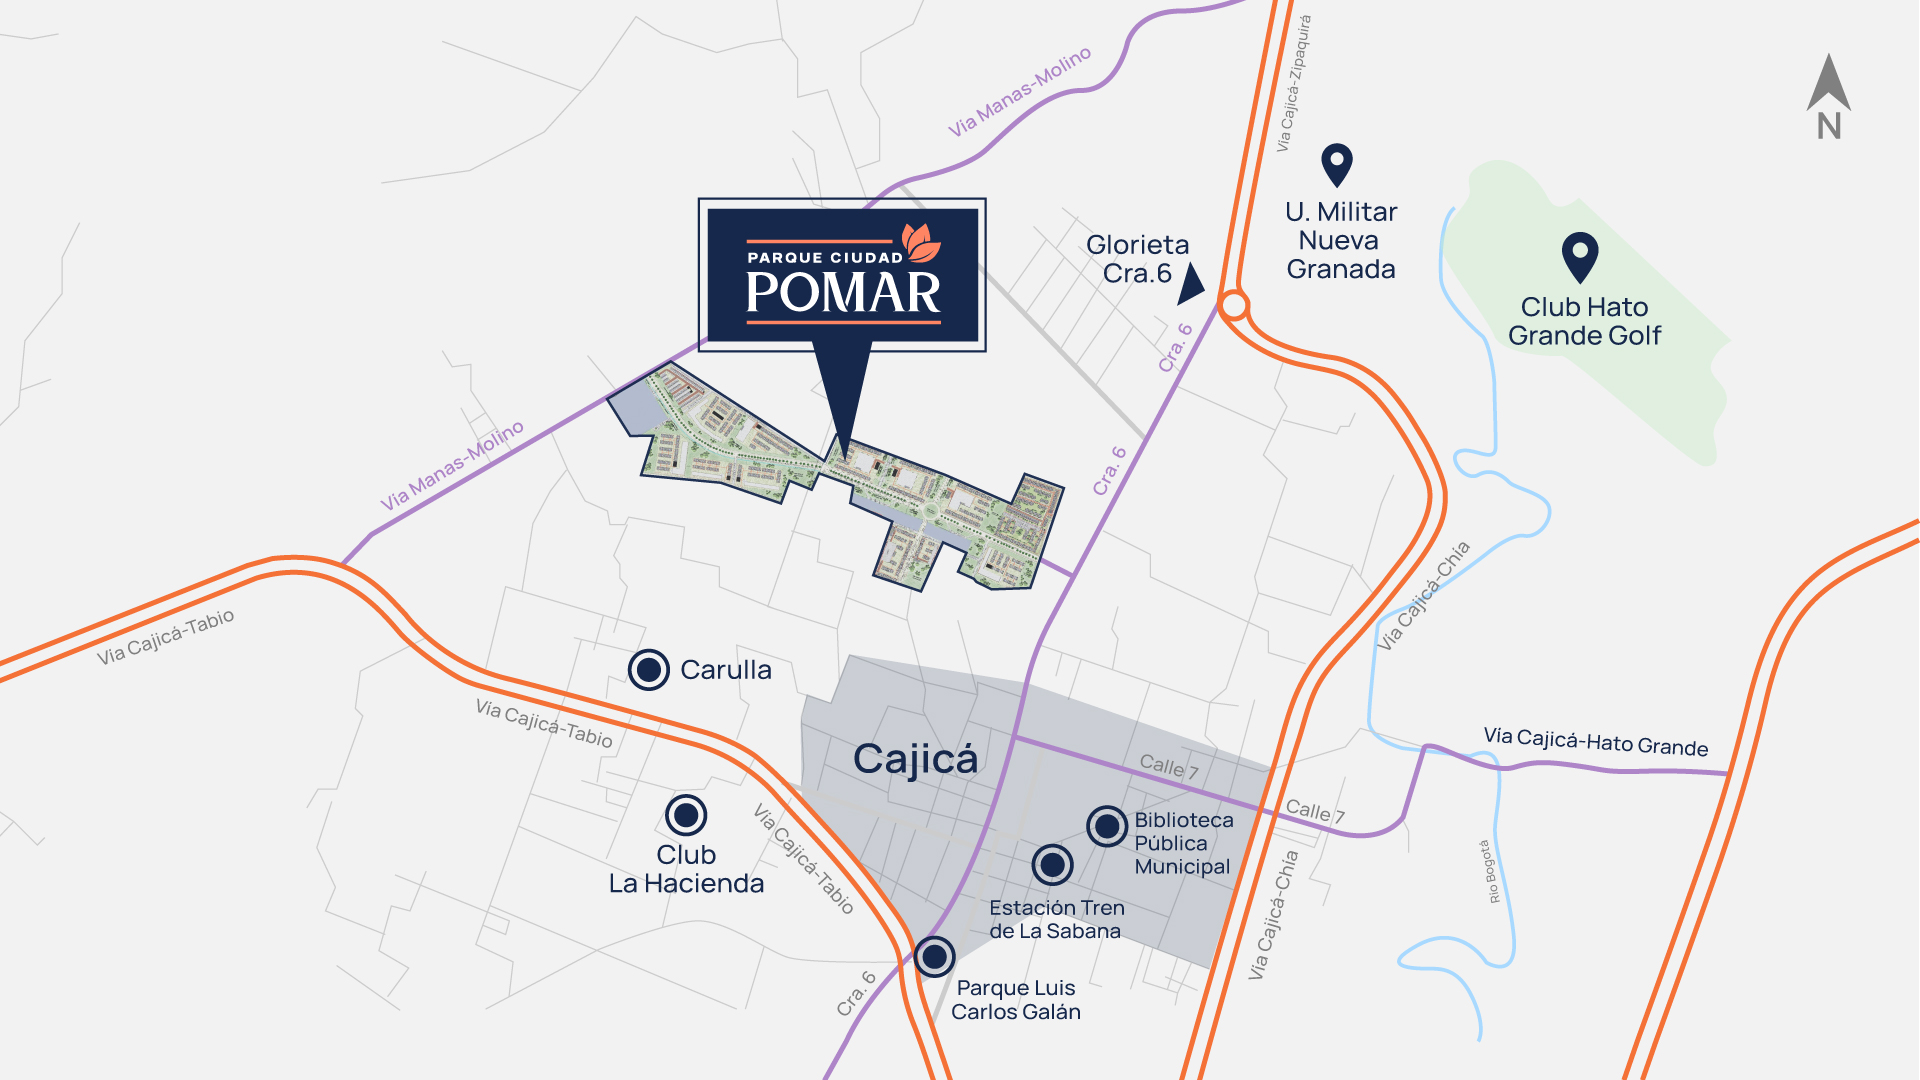 Via Manas-Molino
Via Cajicá-Zipaquirá
N
U. Militar
Nueva
Granada
Glorieta
Cra.6
PARQUE CIUDAD
POMAR
Club Hato
Grande Golf
Cra. 6
Cra. 6
Via Manas-Molino
Via Cajicá-Chía
Via Cajicá-Tabio
Carulla
Via Cajicá-Tabio
Cajicá
Vía Cajicá-Hato Grande
Calle 7
Calle 7
Via Cajicá-Tabio
Club
La Hacienda
Biblioteca
Pública
Municipal
Rio Bogotá
Estación Tren
de La Sabana
Via Cajicá-Chía
Cra. 6
Parque Luis
Carlos Galán